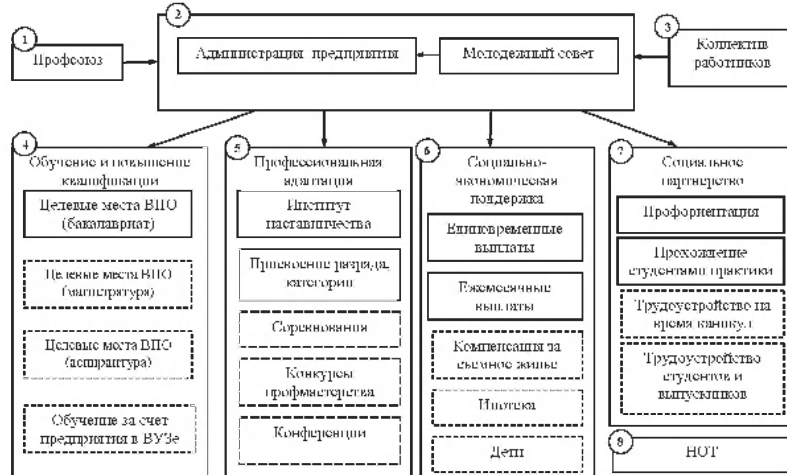 1
Профсоюз
2
Администрация предприятия
Молодежный совет
3
Коллектив
работников
4
Обучение и повышение
квалификации
Целевые места ВПО
(бакалавриат)
Целевые места ВПО
(магистратура)
Целевые места ВПО
(аспирантура)
Обучение за счет
предприятия в ВУЗе
5
Профессиональная
адаптация
Институт
наставничества
Присвоение разряда,
категории
Соревнования
Конкурсы
профмастерства
Конференции
6
Социально-
экономическая
поддержка
Единовременные
выплаты
Ежемесячные
выплаты
Компенсация за
съемное жилье
Ипотека
Дети
7
Социальное
партнерство
Профориентация
Прохождение
студентами практики
Трудоустройство на
время каникул
Трудоустройство
студентов и
выпускников
8
НОТ